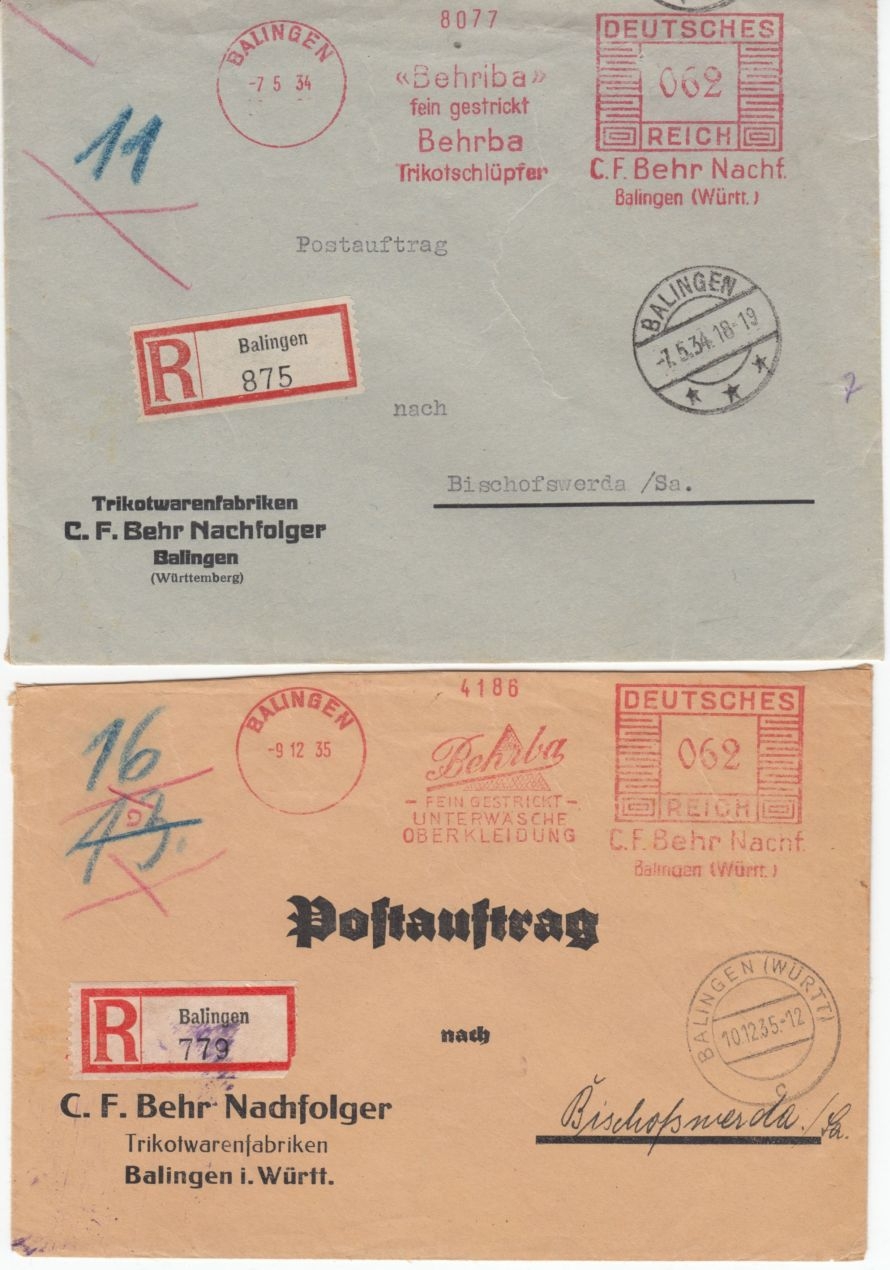 8077
BALINGEN
-7 5 34
«Behriba»
fein gestrickt
Behrba
Trikotschlüpfer
DEUTSCHES
062
REICH
C.F. Behr Nachf.
Balingen (Württ.)
11
Postauftrag
R
Balingen
875
BALINGEN
-7.5.34.18-19
nach
Bischofswerda /Sa.
Trikotwarenfabriken
C. F. Behr Nachfolger
Balingen
(Württemberg)
4186
BALINGEN
-9 12 35
Behrba
- FEIN GESTRICKT -
UNTERWÄSCHE
OBERKLEIDUNG
DEUTSCHES
062
REICH
C.F. Behr Nachf.
Balingen (Württ.)
16
13.
G
Postauftrag
R
Balingen
779
nach
BALINGEN (WÜRTT)
10.12.35.-12
c
Bischofswerda /Sa.
C. F. Behr Nachfolger
Trikotwarenfabriken
Balingen i. Württ.